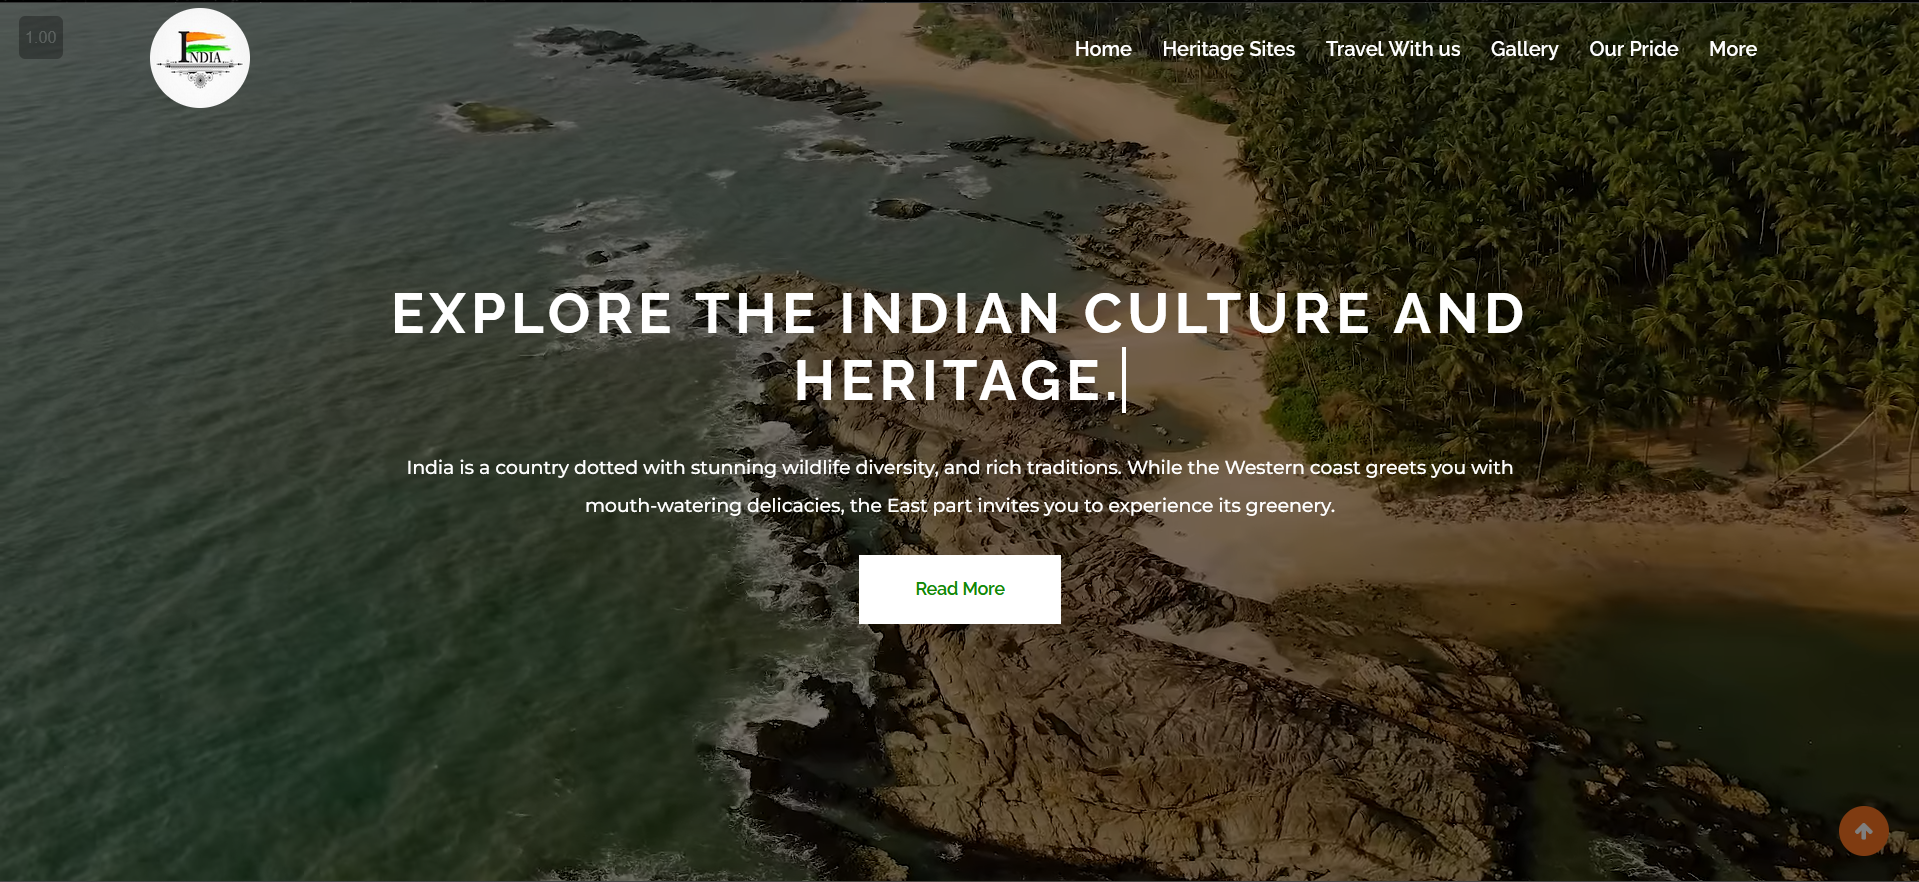 1.00
INDIA
Home Heritage Sites Travel With us Gallery Our Pride More
EXPLORE THE INDIAN CULTURE AND
HERITAGE.
India is a country dotted with stunning wildlife diversity, and rich traditions. While the Western coast greets you with
mouth-watering delicacies, the East part invites you to experience its greenery.
Read More